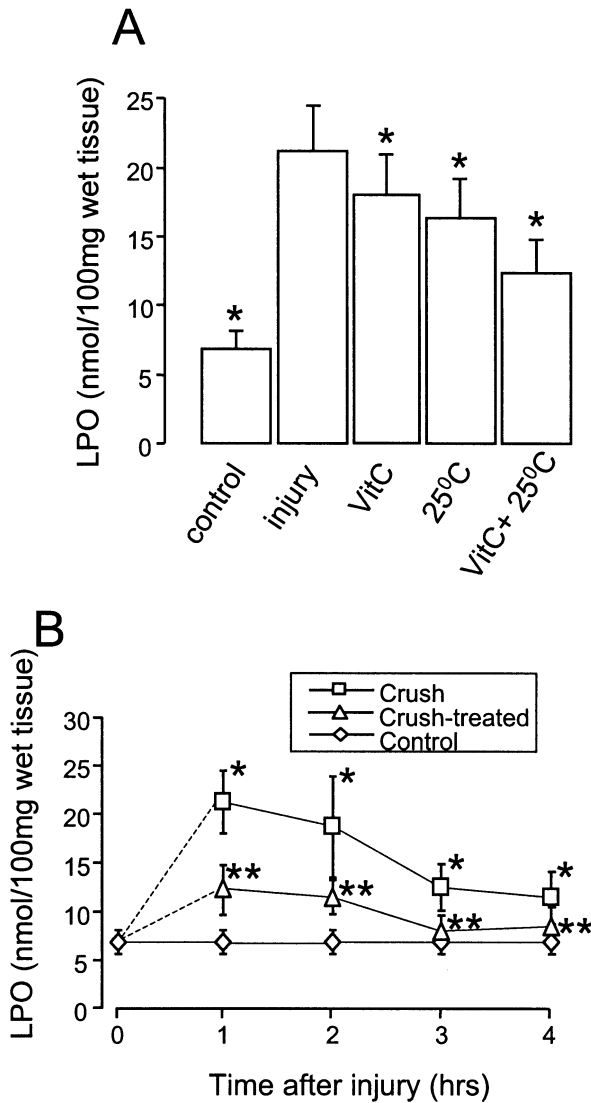 A
LPO (nmol/100mg wet tissue)
25
20
15
10
5
0
*
*
*
*
control
injury
VitC
25⁰C
VitC+ 25⁰C
B
LPO (nmol/100mg wet tissue)
30
25
20
15
10
5
0
Crush
Crush-treated
Control
*
*
*
*
**
**
**
**
0
1
2
3
4
Time after injury (hrs)